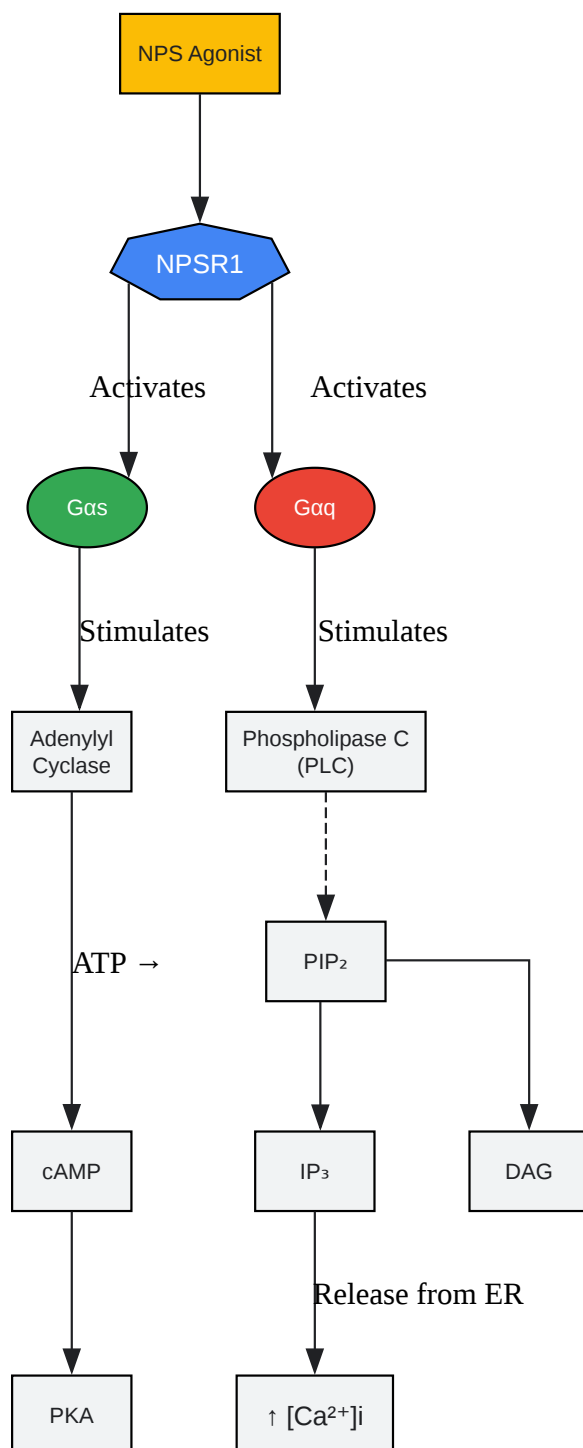 NPS Agonist
NPSR1
Activates
Activates
Gαs
Gαq
Stimulates
Stimulates
Adenylyl
Cyclase
Phospholipase C
(PLC)
ATP →
PIP₂
cAMP
IP₃
DAG
Release from ER
PKA
↑ [Ca²⁺]i